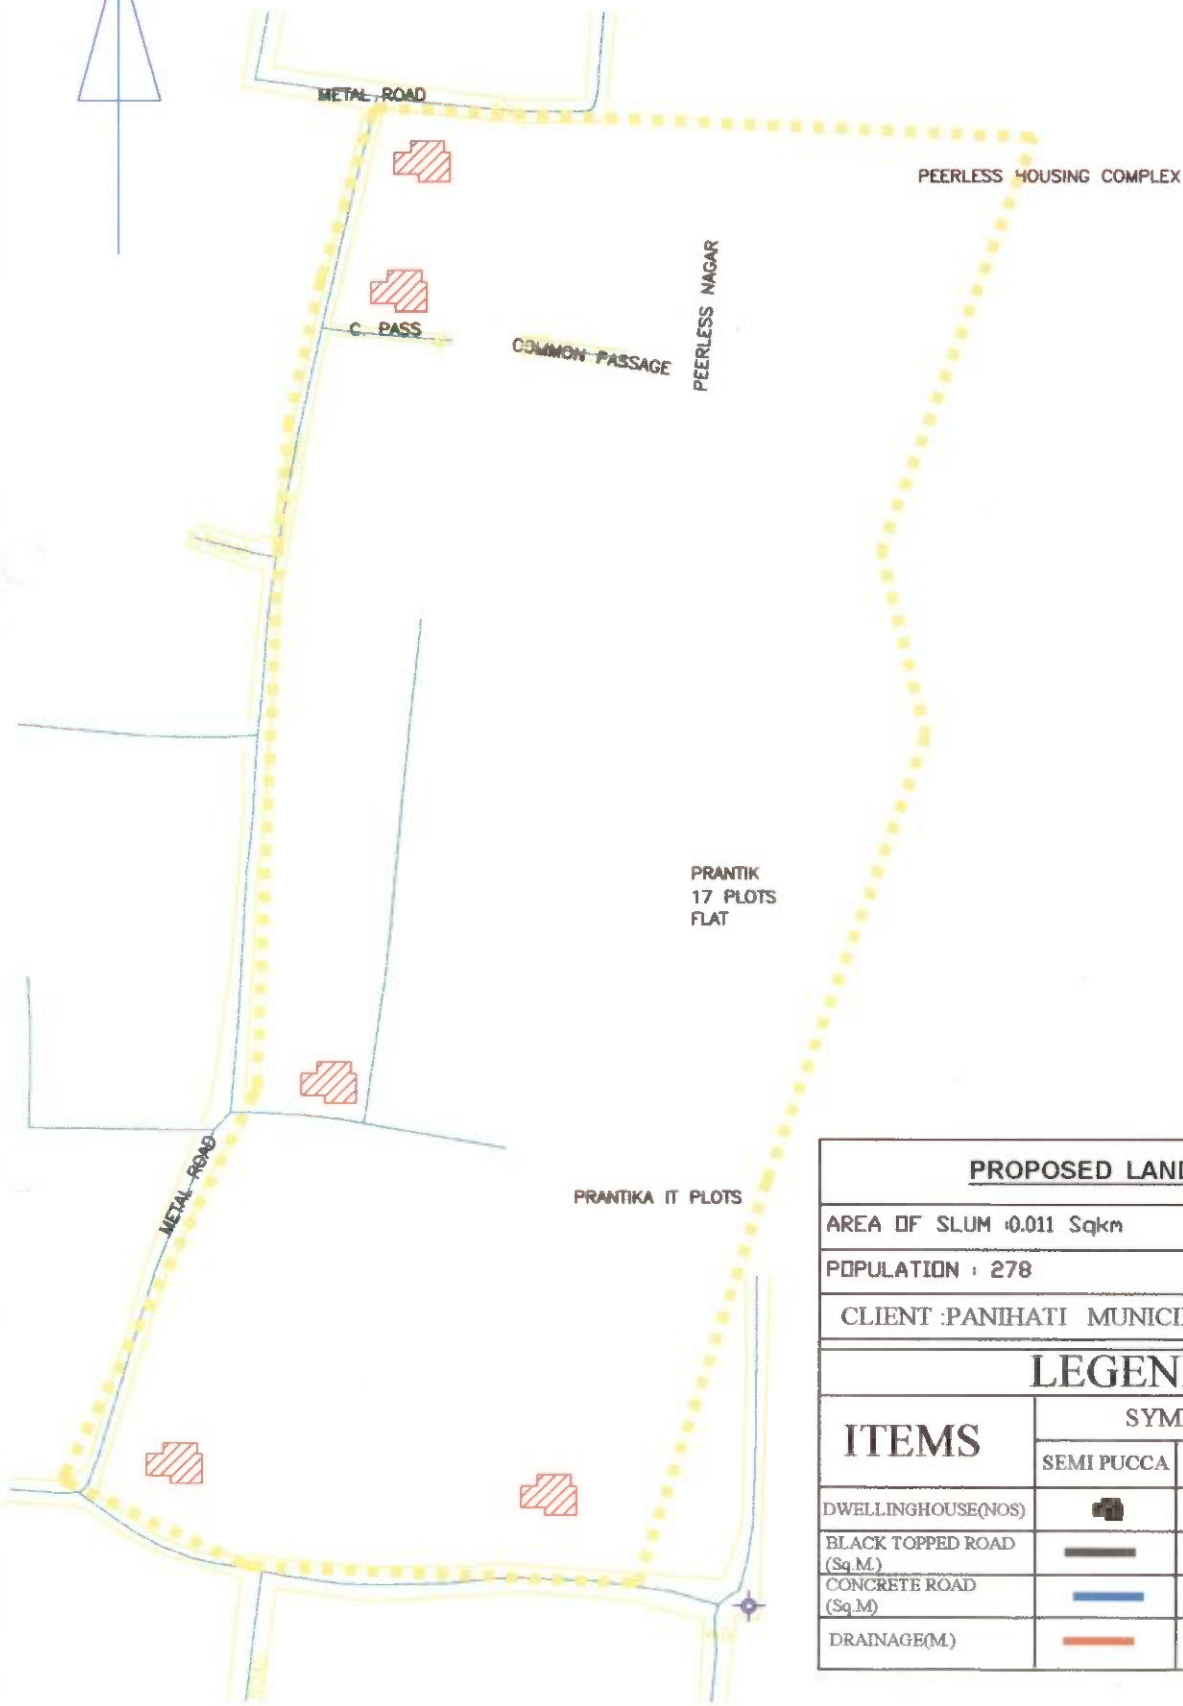 METAL ROAD
PEERLESS HOUSING COMPLEX
PEERLESS NAGAR
C. PASS
COMMON PASSAGE
PRANTIK
17 PLOTS
FLAT
METAL ROAD
PRANTIKA IT PLOTS
PROPOSED LAND
AREA OF SLUM :0.011 Sqkm
POPULATION : 278
CLIENT :PANIHATI MUNICI
LEGEN
ITEMS
SYM
SEMI PUCCA
DWELLINGHOUSE(NOS)
BLACK TOPPED ROAD
(Sq.M.)
CONCRETE ROAD
(Sq.M)
DRAINAGE(M.)